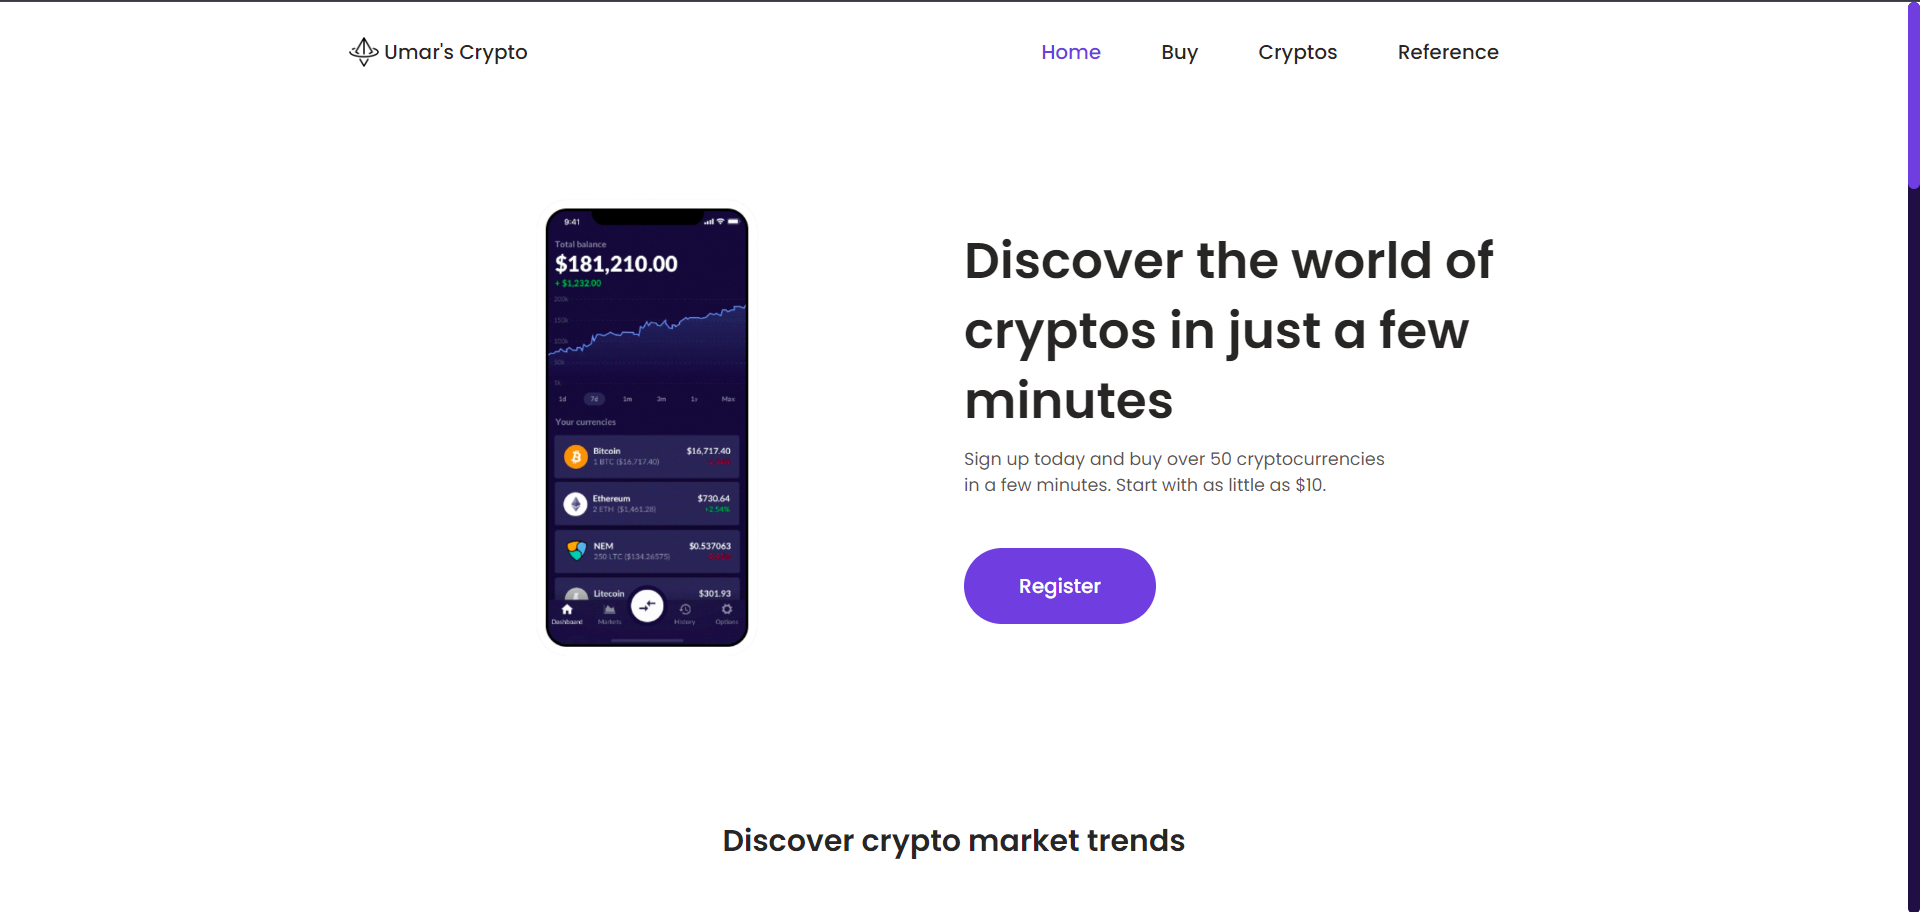 Umar's Crypto
Home
Buy
Cryptos
Reference
9:41
Total balance
$181,210.00
+ $1,232.00
200k
150k
100k
50k
1k
1d
7d
1m
3m
1y
Max
Your currencies
Bitcoin
$16,717.40
1 BTC ($16,717.40)
Ethereum
$730.64
2 ETH ($1,461.28)
+2.54%
NEM
$0.537063
250 LTC ($134.26575)
Litecoin
$301.93
Dashboard
Markets
History
Options
Discover the world of
cryptos in just a few
minutes
Sign up today and buy over 50 cryptocurrencies
in a few minutes. Start with as little as $10.
Register
Discover crypto market trends